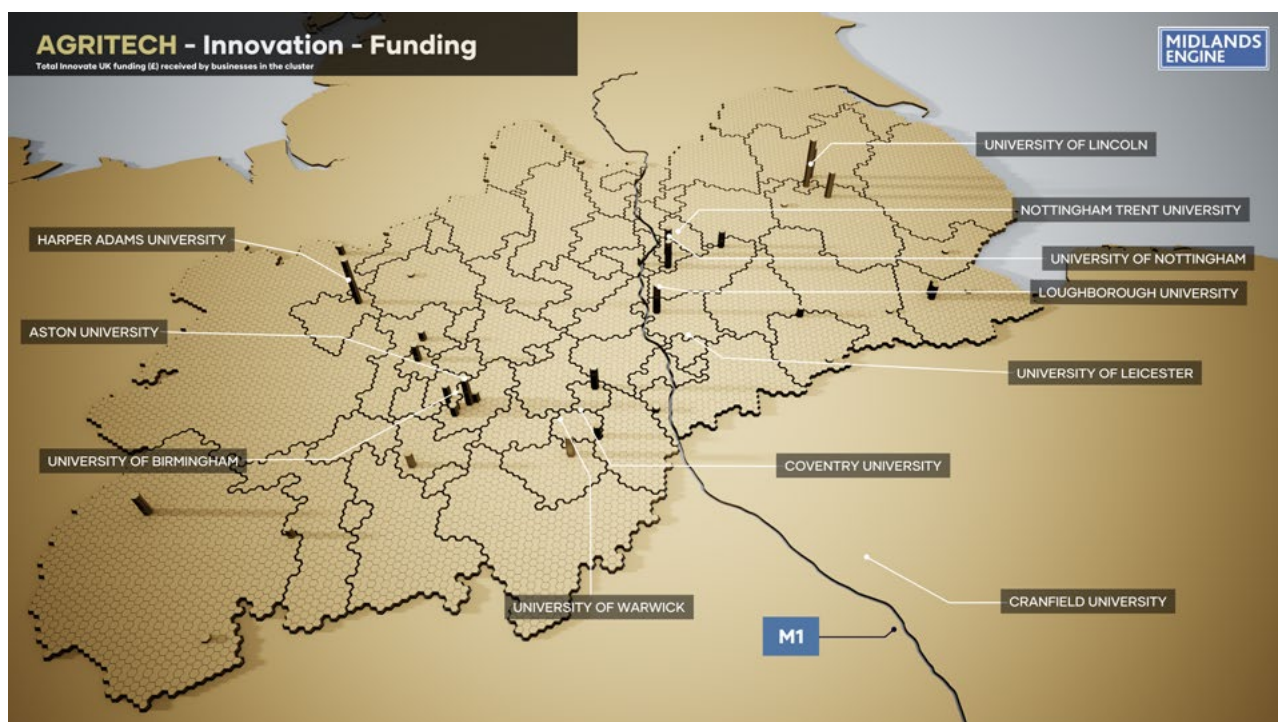 AGRITECH - Innovation - Funding
Total Innovate UK funding (£) received by businesses in the cluster
MIDLANDS
ENGINE
UNIVERSITY OF LINCOLN
NOTTINGHAM TRENT UNIVERSITY
HARPER ADAMS UNIVERSITY
UNIVERSITY OF NOTTINGHAM
LOUGHBOROUGH UNIVERSITY
ASTON UNIVERSITY
UNIVERSITY OF LEICESTER
UNIVERSITY OF BIRMINGHAM
COVENTRY UNIVERSITY
UNIVERSITY OF WARWICK
CRANFIELD UNIVERSITY
M1